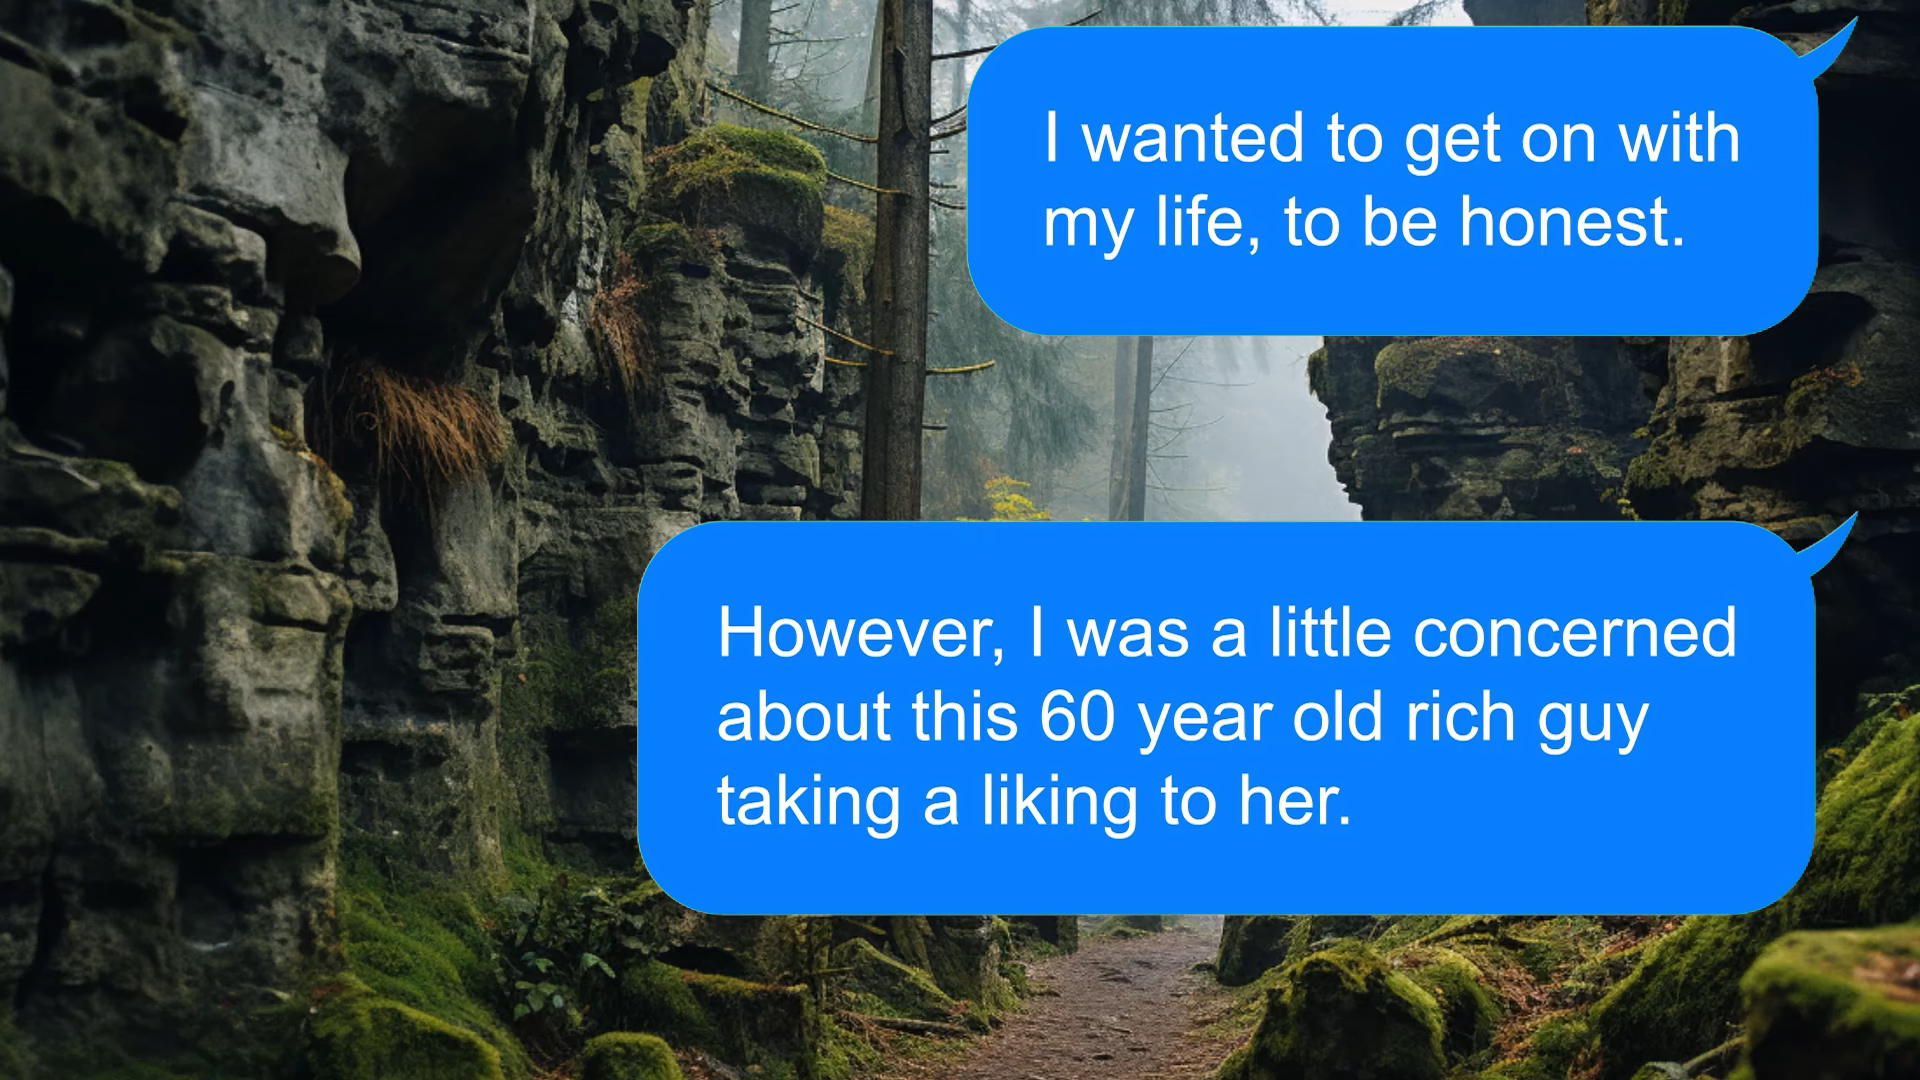 I wanted to get on with
my life, to be honest.
However, I was a little concerned
about this 60 year old rich guy
taking a liking to her.